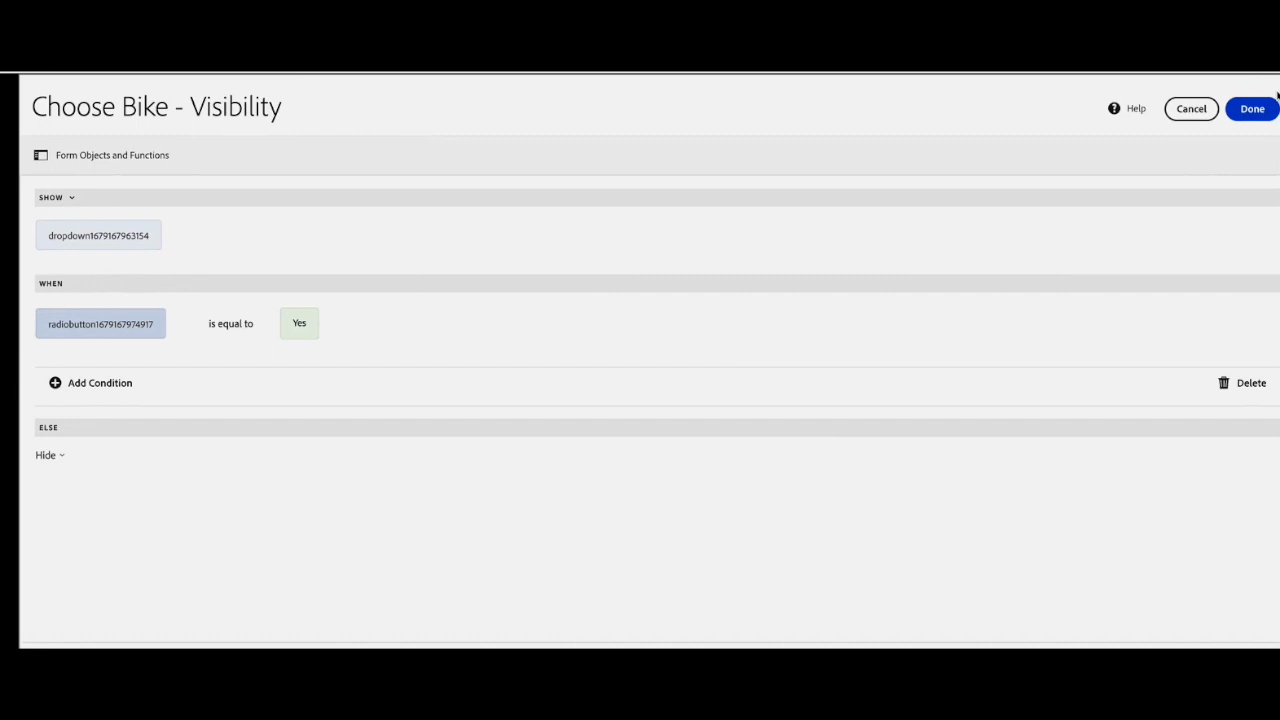 Choose Bike - Visibility
Help
Cancel
Done
Form Objects and Functions
SHOW
dropdown1679167963154
WHEN
radiobutton1679167974917 is equal to Yes
Add Condition
Delete
ELSE
Hide